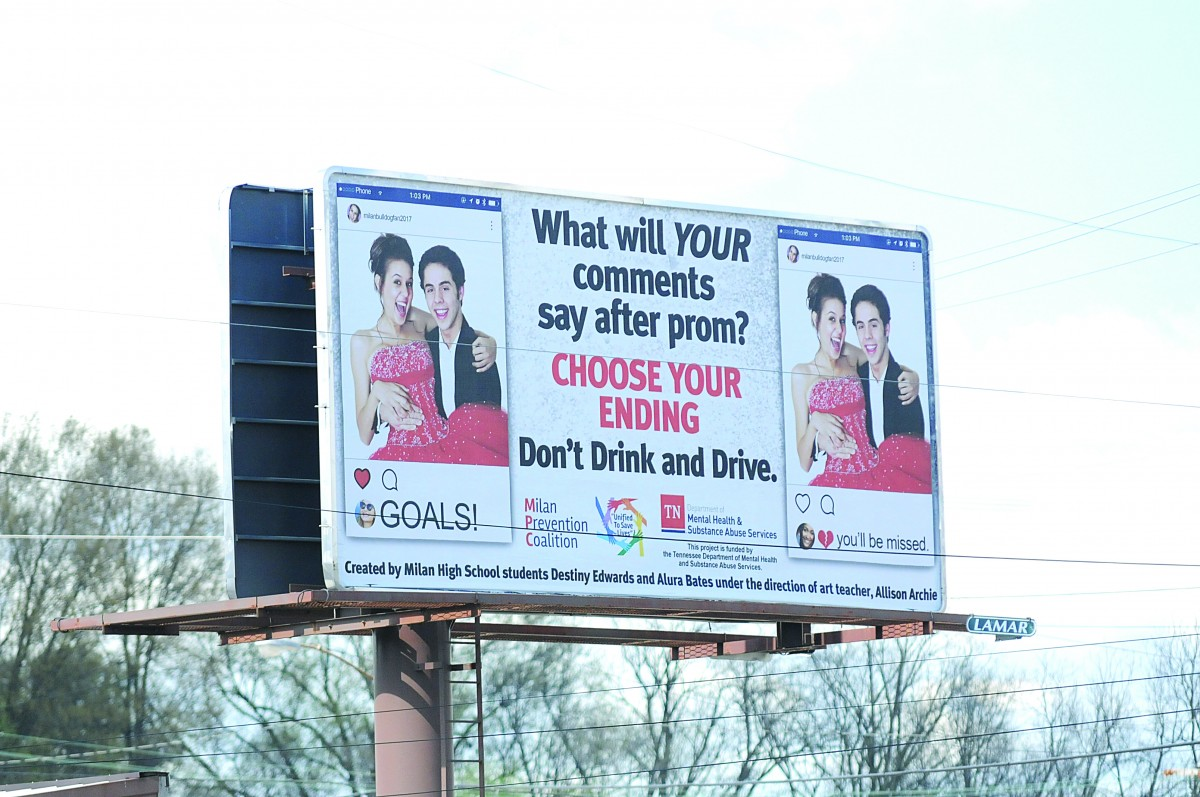 Phone 1:03 PM
milanbulldogfan2017
GOALS!
What will YOUR
comments
say after prom?
CHOOSE YOUR
ENDING
Don't Drink and Drive.
Milan
Prevention
Coalition
"Unified
To Save
Lives"
TN
Department of
Mental Health &
Substance Abuse Services
This project is funded by
the Tennessee Department of Mental Health
and Substance Abuse Services.
Phone 1:03 PM
milanbulldogfan2017
you'll be missed.
Created by Milan High School students Destiny Edwards and Alura Bates under the direction of art teacher, Allison Archie
LAMAR